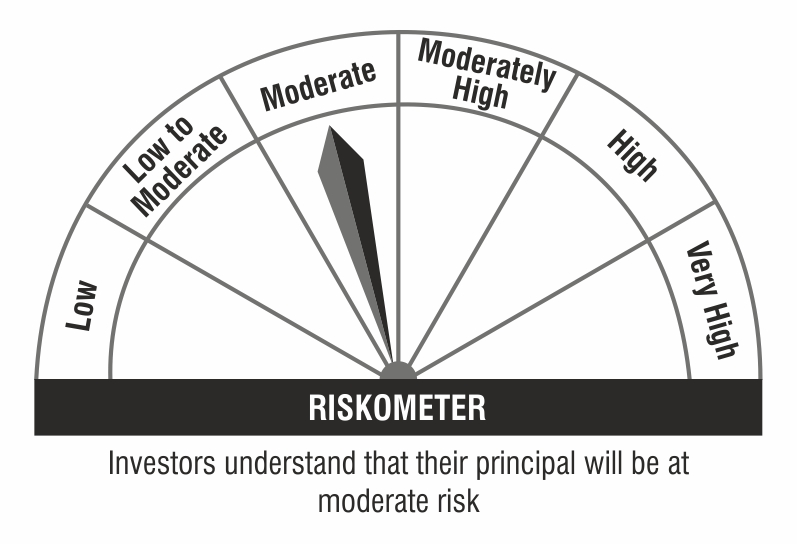 Low
Low to
Moderate
Moderate
Moderately
High
High
Very High
RISKOMETER
Investors understand that their principal will be at
moderate risk